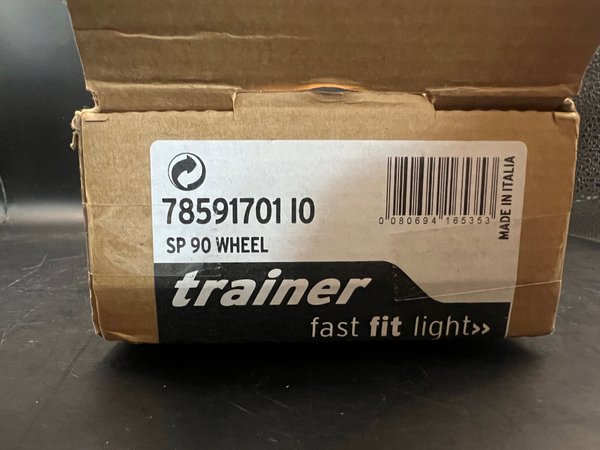 78591701 IO
0 080694 165353
MADE IN ITALIA
SP 90 WHEEL
trainer
fast fit light>>